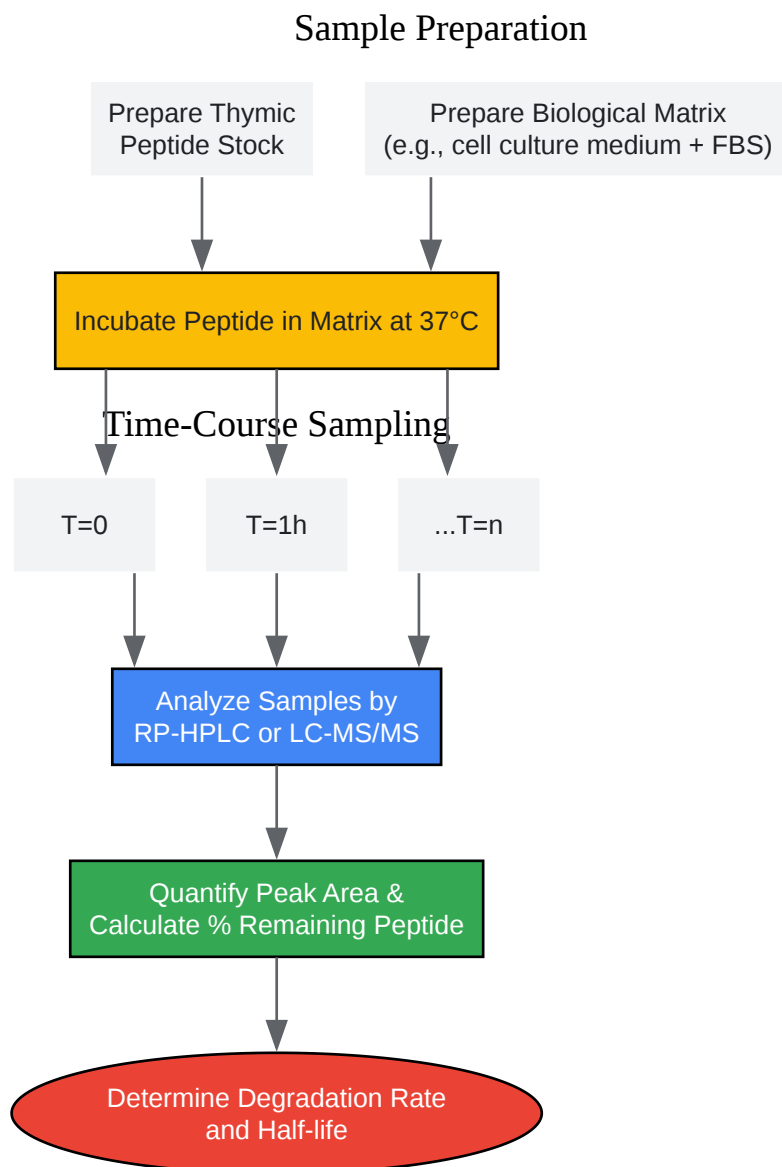 Sample Preparation
Prepare Thymic
Peptide Stock
Prepare Biological Matrix
(e.g., cell culture medium + FBS)
Incubate Peptide in Matrix at 37°C
Time-Course Sampling
T=0
T=1h
...T=n
Analyze Samples by
RP-HPLC or LC-MS/MS
Quantify Peak Area &
Calculate % Remaining Peptide
Determine Degradation Rate
and Half-life